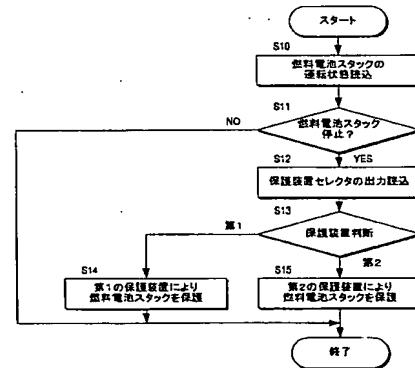 スタート
S10
燃料電池スタックの
運転状態読込
S11
燃料電池スタック
停止?
NO
YES
S12
保護装置セレクタの出力読込
S13
保護装置判断
第1
第2
S14
第1の保護装置により
燃料電池スタックを保護
S15
第2の保護装置により
燃料電池スタックを保護
終了